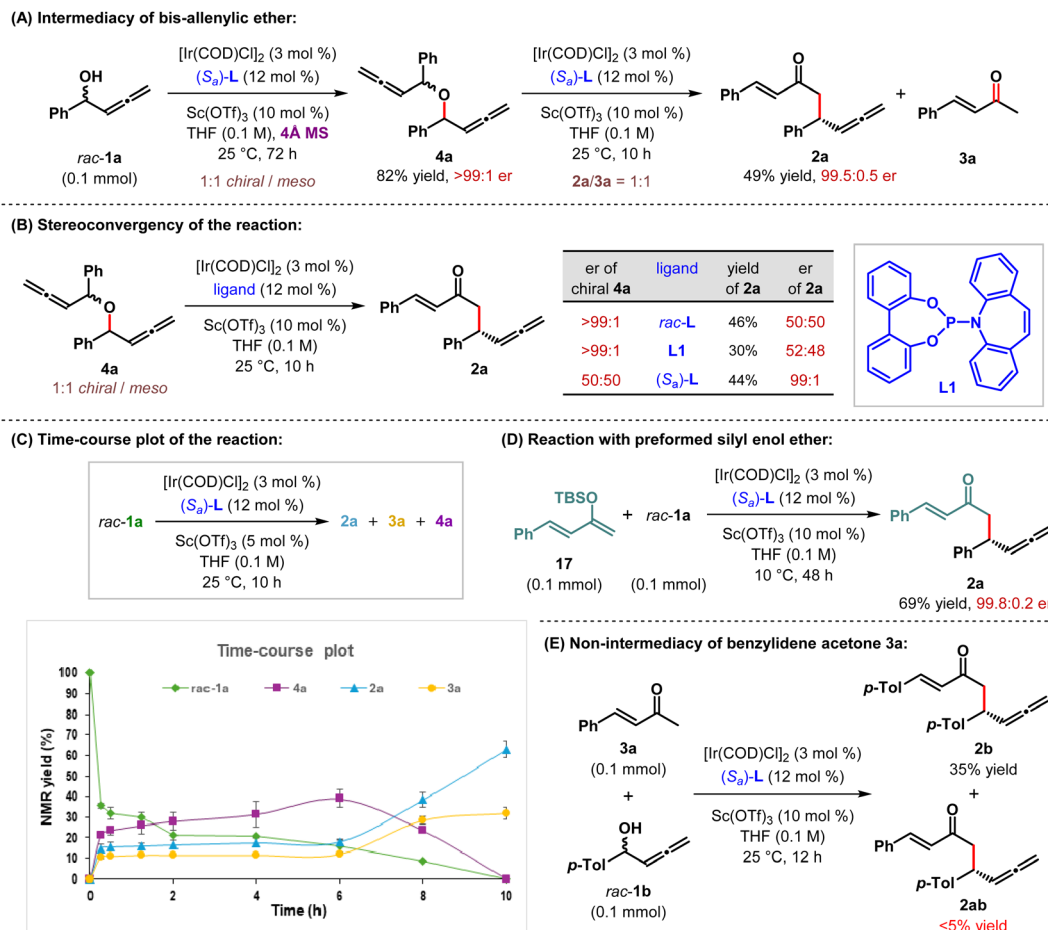 (A) Intermediacy of bis-allenylic ether:
OH
Ph
rac-1a
(0.1 mmol)
[Ir(COD)Cl]2 (3 mol %)
(Sa)-L (12 mol %)
Sc(OTf)3 (10 mol %)
THF (0.1 M), 4Å MS
25 °C, 72 h
1:1 chiral / meso
Ph
O
Ph
4a
82% yield, >99:1 er
[Ir(COD)Cl]2 (3 mol %)
(Sa)-L (12 mol %)
Sc(OTf)3 (10 mol %)
THF (0.1 M)
25 °C, 10 h
2a/3a = 1:1
O
Ph
Ph
2a
49% yield, 99.5:0.5 er
+
O
Ph
3a
(B) Stereoconvergency of the reaction:
Ph
O
Ph
4a
1:1 chiral / meso
[Ir(COD)Cl]2 (3 mol %)
ligand (12 mol %)
Sc(OTf)3 (10 mol %)
THF (0.1 M)
25 °C, 10 h
O
Ph
Ph
2a
er of chiral 4a ligand yield of 2a er of 2a
>99:1 rac-L 46% 50:50
>99:1 L1 30% 52:48
50:50 (Sa)-L 44% 99:1
O
P N
O
L1
(C) Time-course plot of the reaction:
rac-1a
[Ir(COD)Cl]2 (3 mol %)
(Sa)-L (12 mol %)
Sc(OTf)3 (5 mol %)
THF (0.1 M)
25 °C, 10 h
2a + 3a + 4a
Time-course plot
rac-1a 4a 2a 3a
NMR yield (%)
100
90
80
70
60
50
40
30
20
10
0
0 2 4 6 8 10
Time (h)
(D) Reaction with preformed silyl enol ether:
TBSO
Ph
17
(0.1 mmol)
+
rac-1a
(0.1 mmol)
[Ir(COD)Cl]2 (3 mol %)
(Sa)-L (12 mol %)
Sc(OTf)3 (10 mol %)
THF (0.1 M)
10 °C, 48 h
O
Ph
Ph
2a
69% yield, 99.8:0.2 er
(E) Non-intermediacy of benzylidene acetone 3a:
O
Ph
3a
(0.1 mmol)
+
OH
p-Tol
rac-1b
(0.1 mmol)
[Ir(COD)Cl]2 (3 mol %)
(Sa)-L (12 mol %)
Sc(OTf)3 (10 mol %)
THF (0.1 M)
25 °C, 12 h
O
p-Tol
p-Tol
2b
35% yield
+
O
Ph
p-Tol
2ab
<5% yield